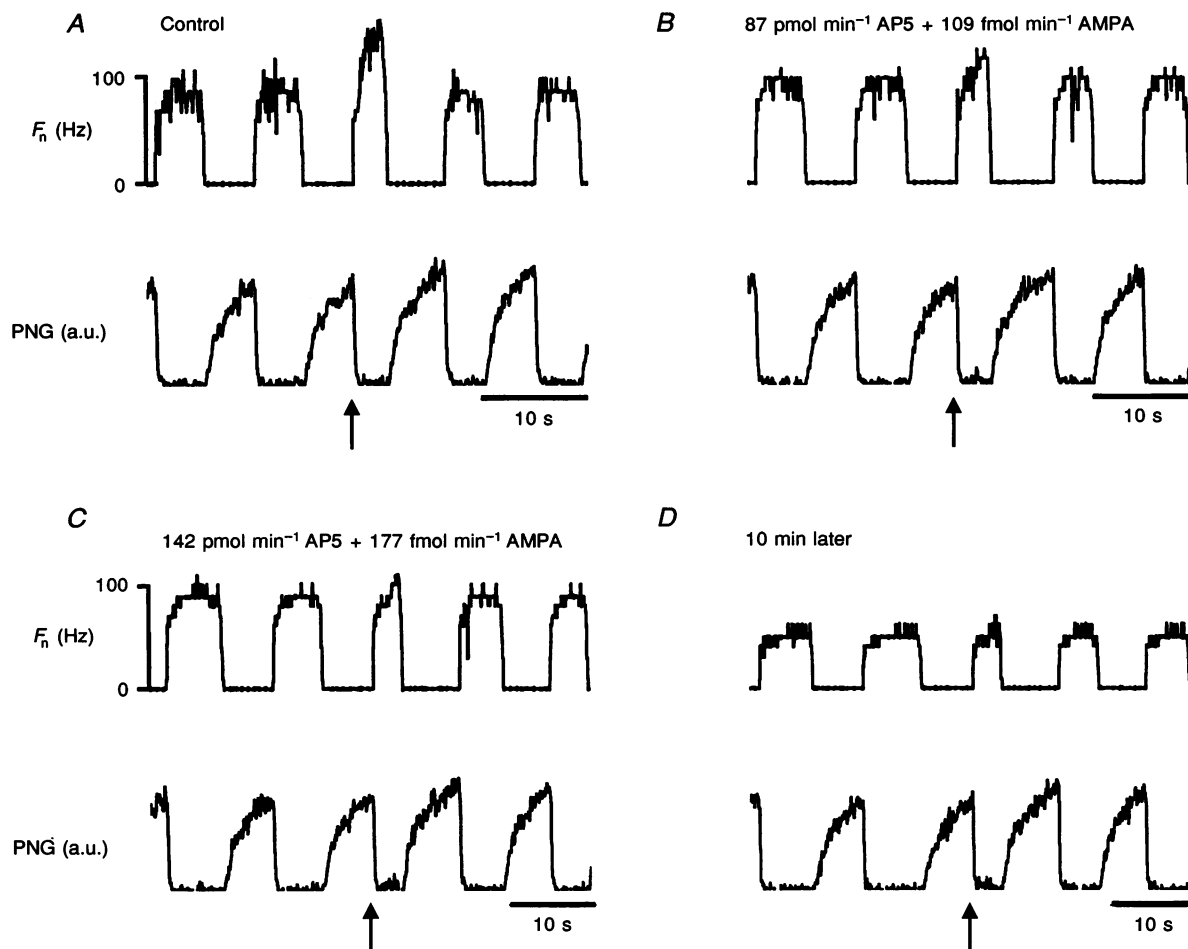 A Control
100
Fn (Hz)
0
PNG (a.u.)
10 s
B 87 pmol min⁻¹ AP5 + 109 fmol min⁻¹ AMPA
10 s
C
142 pmol min⁻¹ AP5 + 177 fmol min⁻¹ AMPA
100
Fn (Hz)
0
PNG (a.u.)
10 s
D
10 min later
10 s